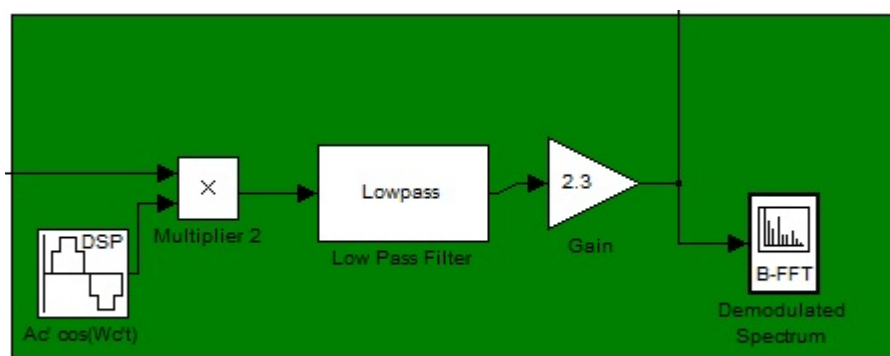 DSP
Ac' cos(Wc't)
×
Multiplier 2
Lowpass
Low Pass Filter
2.3
Gain
B-FFT
Demodulated
Spectrum